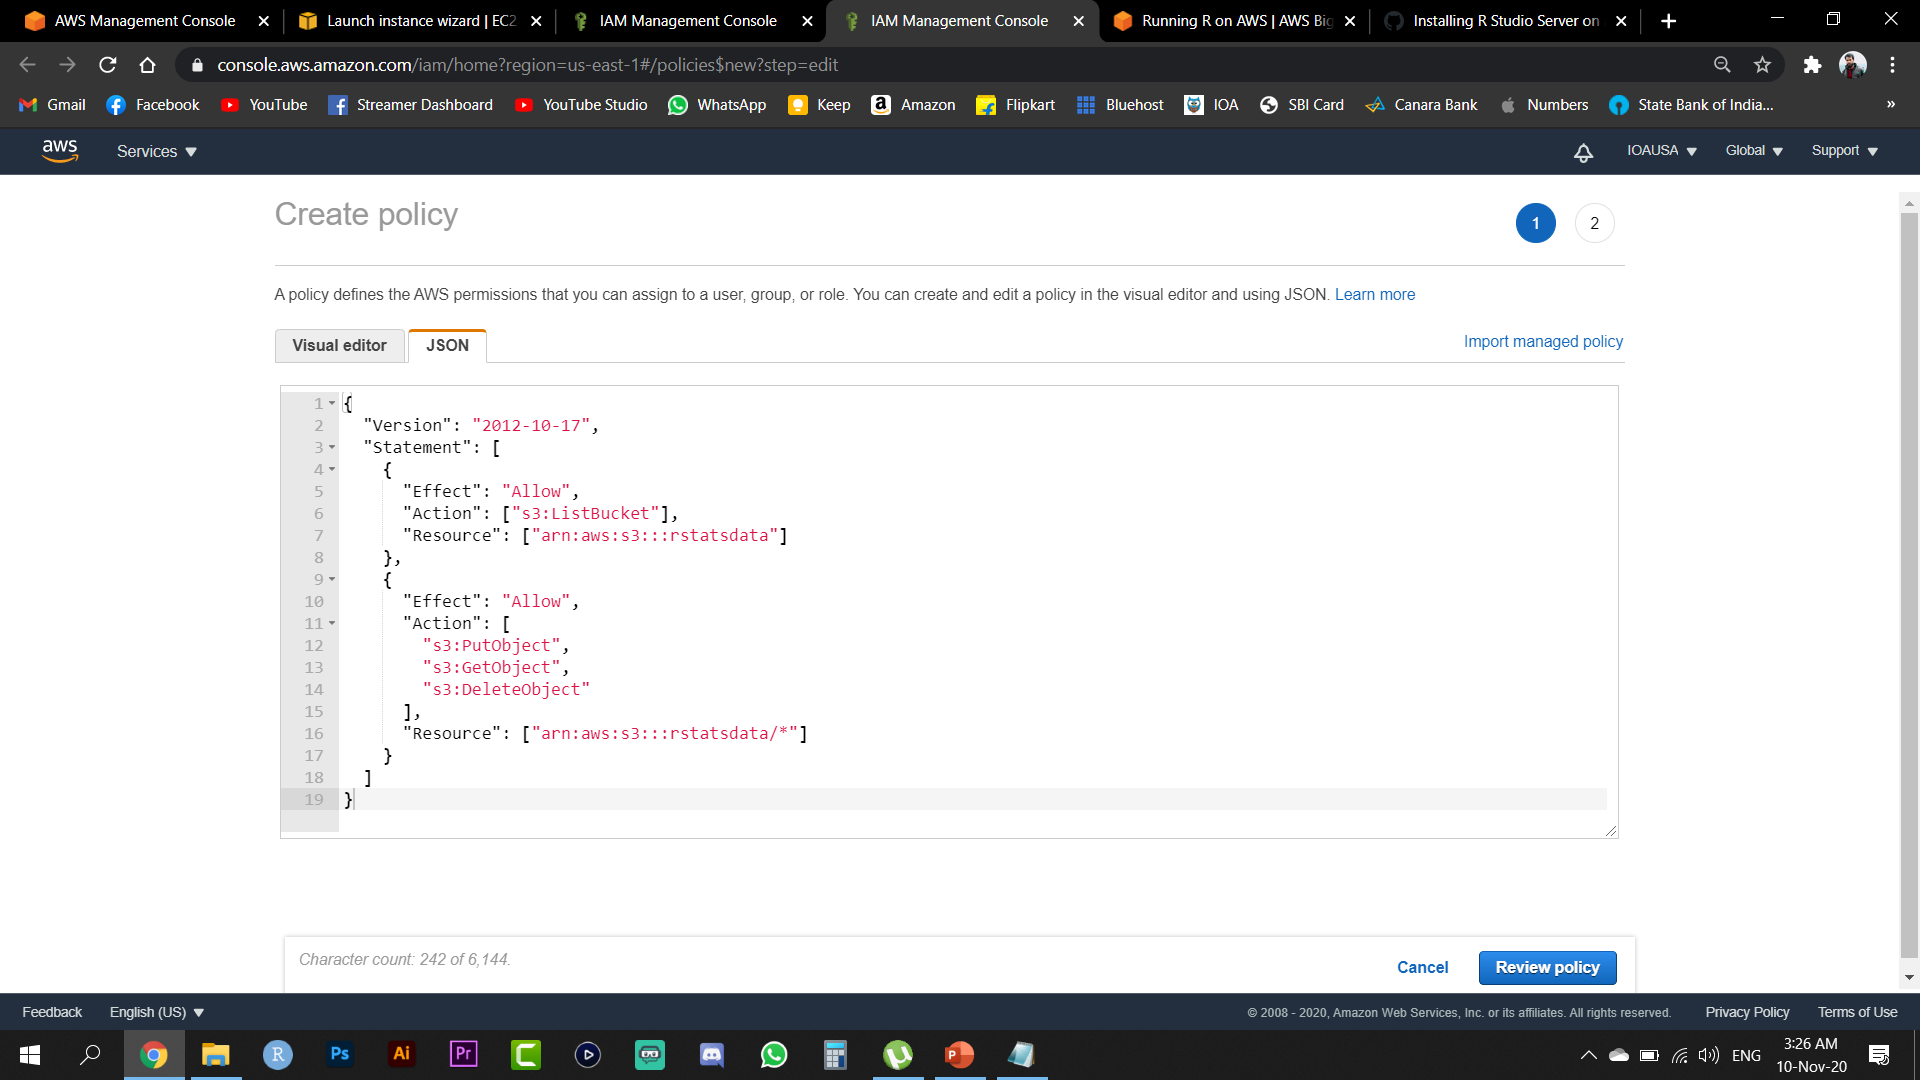 AWS Management Console
Launch instance wizard | EC2
IAM Management Console
IAM Management Console
Running R on AWS | AWS Big
Installing R Studio Server on
console.aws.amazon.com/iam/home?region=us-east-1#/policies$new?step=edit
Gmail Facebook YouTube Streamer Dashboard YouTube Studio WhatsApp Keep Amazon Flipkart Bluehost IOA SBI Card Canara Bank Numbers State Bank of India... »
aws Services IOAUSA Global Support
Create policy
1 2
A policy defines the AWS permissions that you can assign to a user, group, or role. You can create and edit a policy in the visual editor and using JSON. Learn more
Visual editor JSON Import managed policy
1 {
2 "Version": "2012-10-17",
3 "Statement": [
4 {
5 "Effect": "Allow",
6 "Action": ["s3:ListBucket"],
7 "Resource": ["arn:aws:s3:::rstatsdata"]
8 },
9 {
10 "Effect": "Allow",
11 "Action": [
12 "s3:PutObject",
13 "s3:GetObject",
14 "s3:DeleteObject"
15 ],
16 "Resource": ["arn:aws:s3:::rstatsdata/*"]
17 }
18 ]
19 }
Character count: 242 of 6,144.
Cancel Review policy
Feedback English (US) © 2008 - 2020, Amazon Web Services, Inc. or its affiliates. All rights reserved. Privacy Policy Terms of Use
R Ps Ai Pr C P ENG
3:26 AM
10-Nov-20